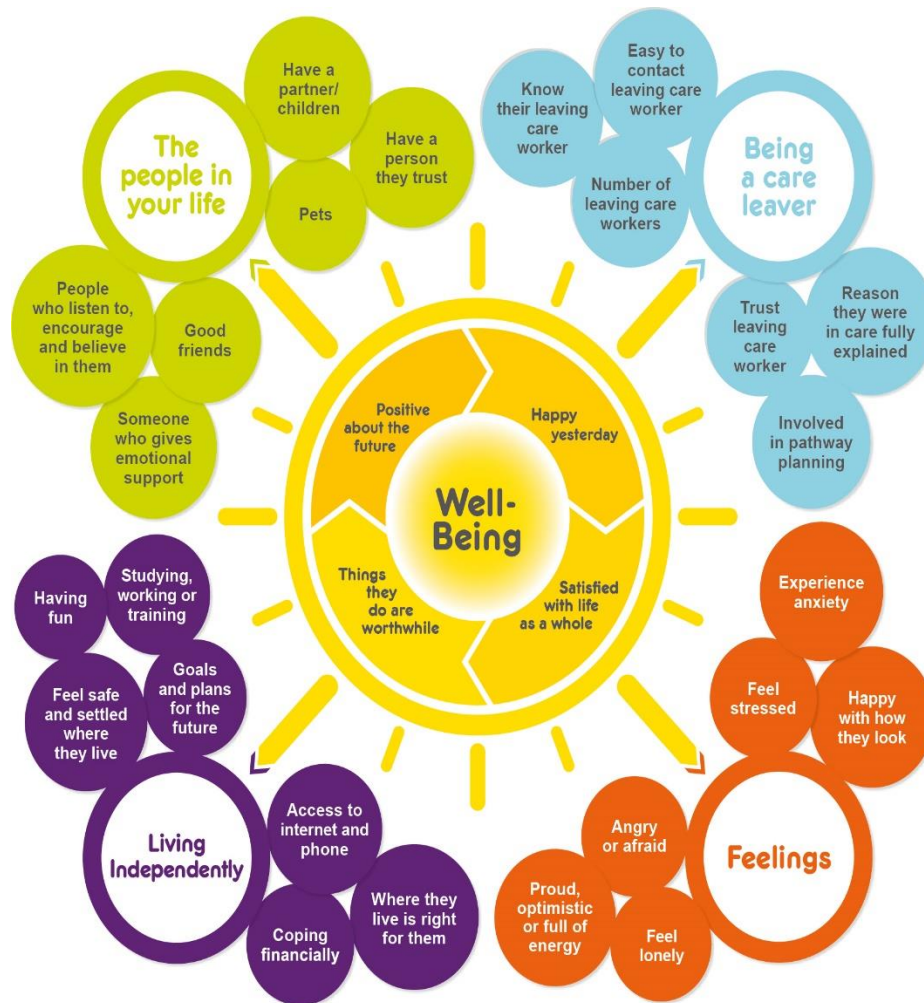 The
people in
your life
Have a
partner/
children
Have a
person
they trust
Pets
People
who listen to,
encourage
and believe
in them
Good
friends
Someone
who gives
emotional
support
Know
their leaving
care
worker
Easy to
contact
leaving care
worker
Number of
leaving care
workers
Being
a care
leaver
Trust
leaving
care
worker
Reason
they were
in care fully
explained
Involved
in pathway
planning
Positive
about the
future
Happy
yesterday
Well-
Being
Things
they
do are
worthwhile
Satisfied
with life
as a whole
Having
fun
Studying,
working or
training
Feel safe
and settled
where
they live
Goals
and plans
for the
future
Living
Independently
Access to
internet and
phone
Coping
financially
Where they
live is right
for them
Experience
anxiety
Feel
stressed
Happy
with how
they look
Feelings
Angry
or afraid
Proud,
optimistic
or full of
energy
Feel
lonely